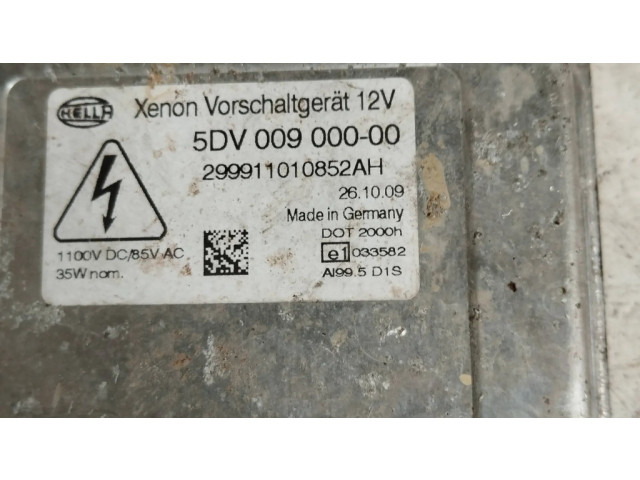 HELLA
Xenon Vorschaltgerät 12V
5DV 009 000-00
299911010852AH
26.10.09
Made in Germany
DOT 2000h
1100V DC/85V AC
e1 033582
35W nom.
AI99.5 D1S